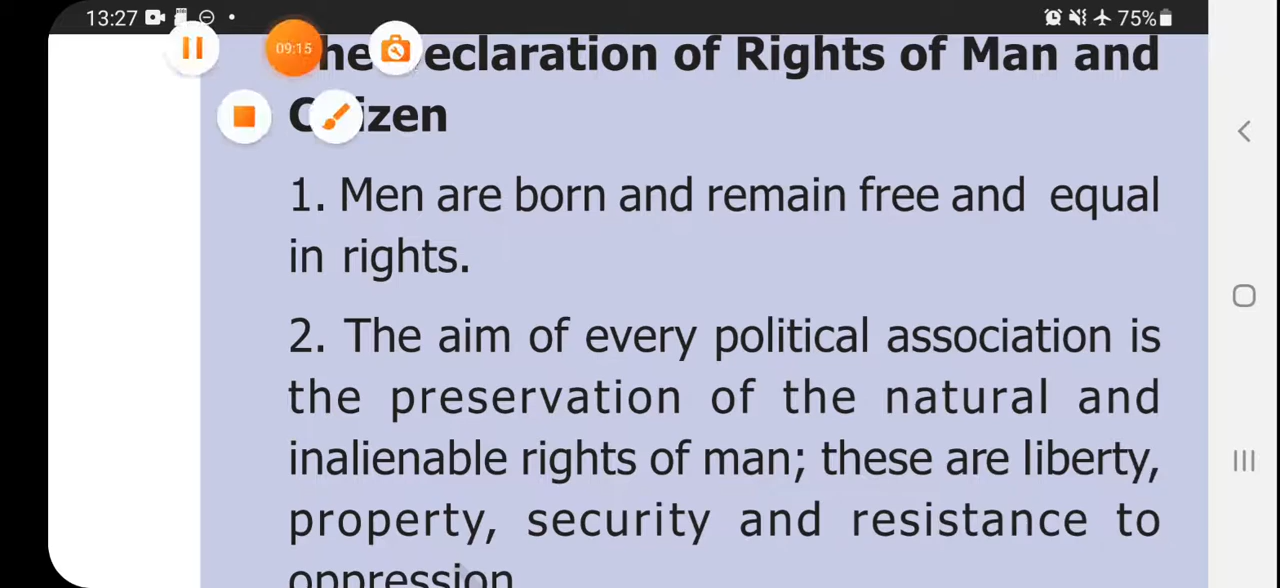 13:27
75%
09:15
he eclaration of Rights of Man and
C izen
1. Men are born and remain free and equal
in rights.
2. The aim of every political association is
the preservation of the natural and
inalienable rights of man; these are liberty,
property, security and resistance to
oppression